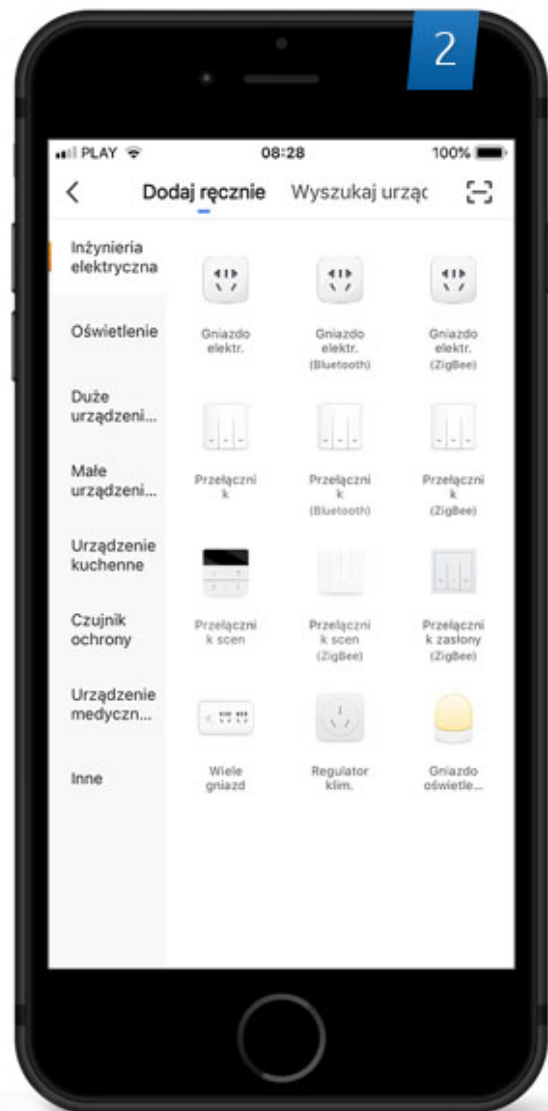 2
PLAY 08:28 100%
Dodaj ręcznie Wyszukaj urząc
Inżynieria
elektryczna
Oświetlenie
Duże
urządzeni...
Małe
urządzeni...
Urządzenie
kuchenne
Czujnik
ochrony
Urządzenie
medyczn...
Inne
Gniazdo
elektr.
Gniazdo
elektr.
(Bluetooth)
Gniazdo
elektr.
(ZigBee)
Przełączni
k
Przełączni
k
(Bluetooth)
Przełączni
k
(ZigBee)
Przełączni
k scen
Przełączni
k scen
(ZigBee)
Przełączni
k zasłony
(ZigBee)
Wiele
gniazd
Regulator
klim.
Gniazdo
oświetle...